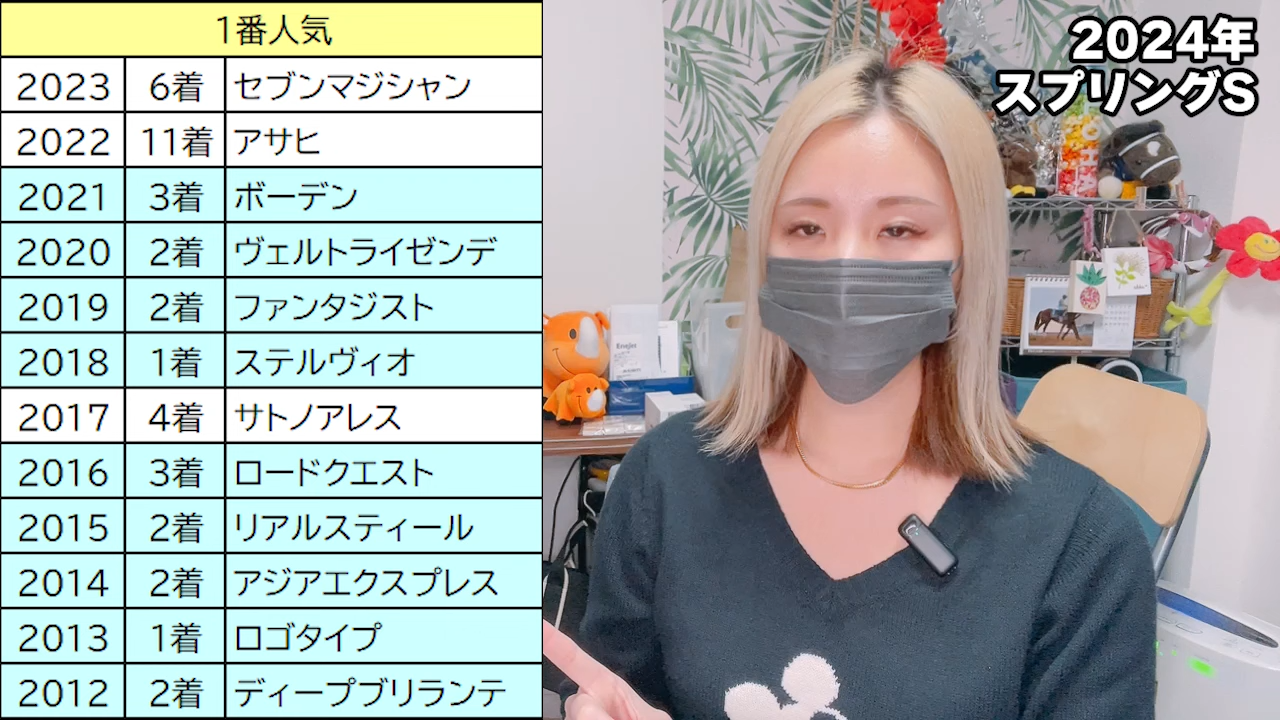 1番人気
2023 6着 セブンマジシャン
2022 11着 アサヒ
2021 3着 ボーデン
2020 2着 ヴェルトライゼンデ
2019 2着 ファンタジスト
2018 1着 ステルヴィオ
2017 4着 サトノアレス
2016 3着 ロードクエスト
2015 2着 リアルスティール
2014 2着 アジアエクスプレス
2013 1着 ロゴタイプ
2012 2着 ディープブリランテ
2024年
スプリングS